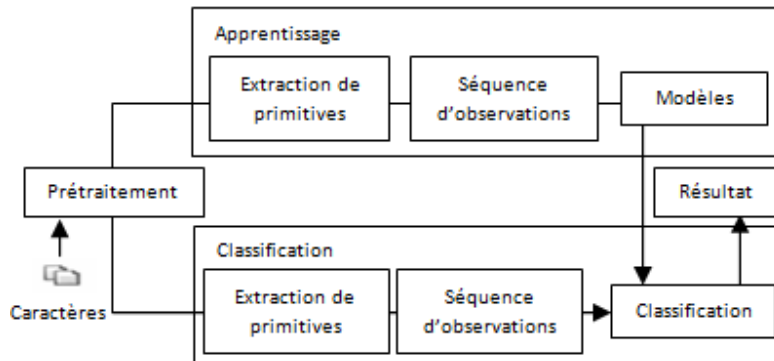 Apprentissage
Extraction de
primitives
Séquence
d'observations
Modèles
Prétraitement
Résultat
Caractères
Classification
Extraction de
primitives
Séquence
d'observations
Classification